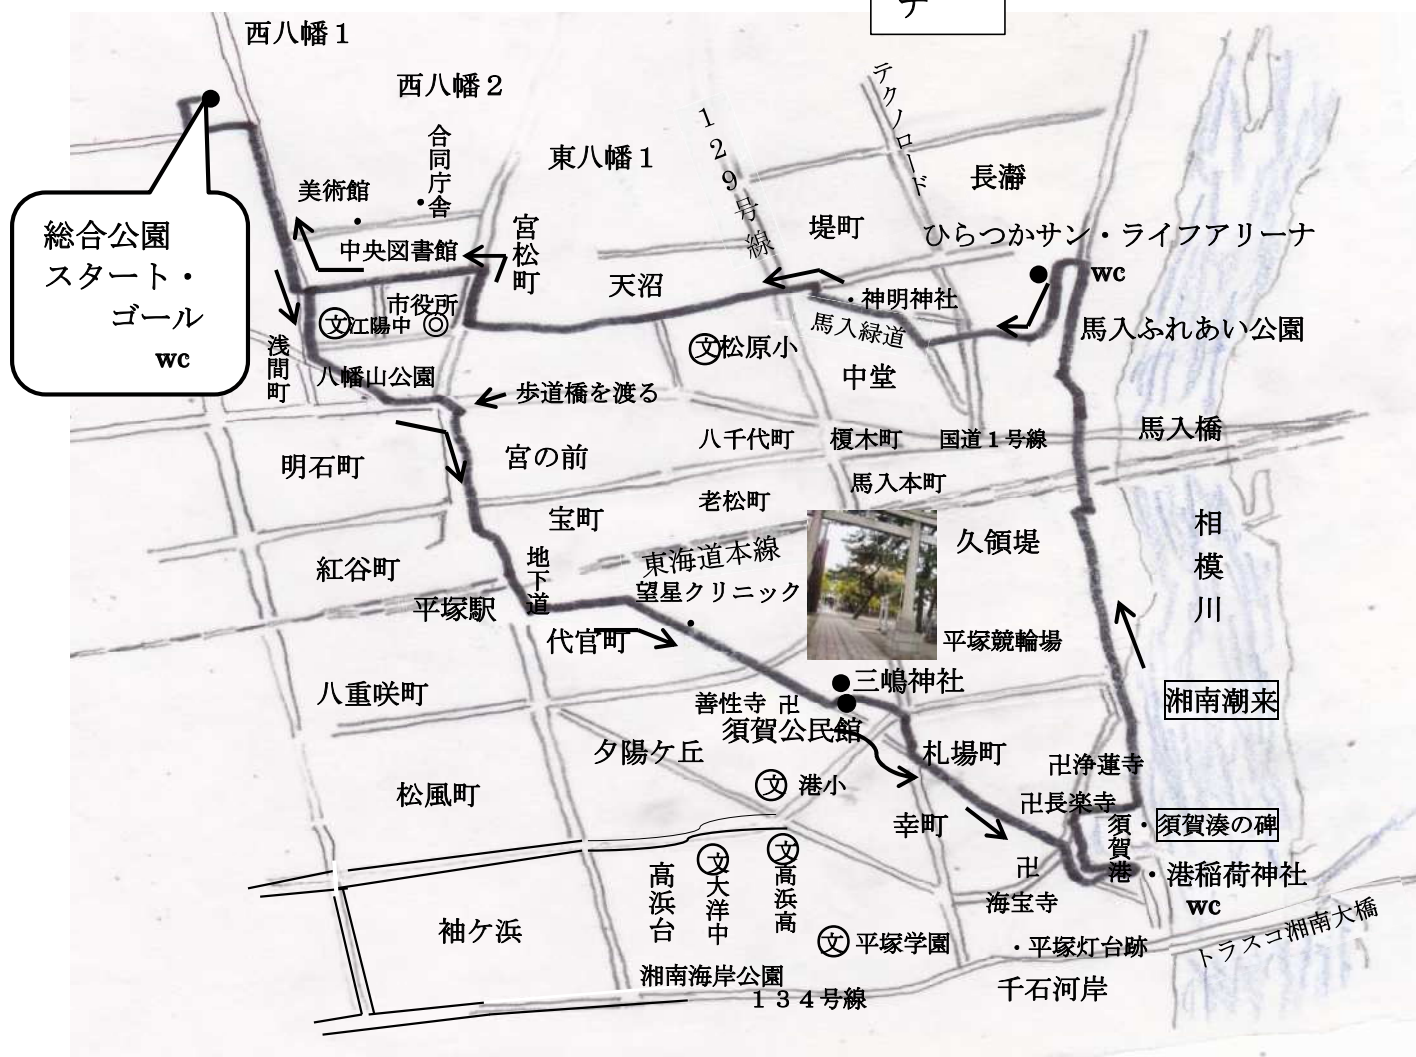 テ
西八幡１
西八幡２
合同庁舎
東八幡１
１２９号線
テクノロード
長瀞
美術館
総合公園
スタート・
ゴール
wc
中央図書館
宮松町
堤町
ひらつかサン・ライフアリーナ
wc
天沼
・神明神社
市役所
文江陽中
馬入緑道
馬入ふれあい公園
浅間町
文松原小
八幡山公園
中堂
歩道橋を渡る
八千代町
榎木町
国道１号線
馬入橋
明石町
宮の前
馬入本町
老松町
宝町
相模川
久領堤
東海道本線
地下道
紅谷町
望星クリニック
平塚駅
代官町
平塚競輪場
三嶋神社
八重咲町
善性寺 卍
湘南潮来
須賀公民館
夕陽ケ丘
札場町
卍浄蓮寺
文 港小
松風町
卍長楽寺
幸町
須賀港
・須賀湊の碑
文
大洋中
文
高浜高
高浜台
卍
海宝寺
・港稲荷神社
wc
袖ケ浜
文 平塚学園
・平塚灯台跡
トラスコ湘南大橋
湘南海岸公園
１３４号線
千石河岸